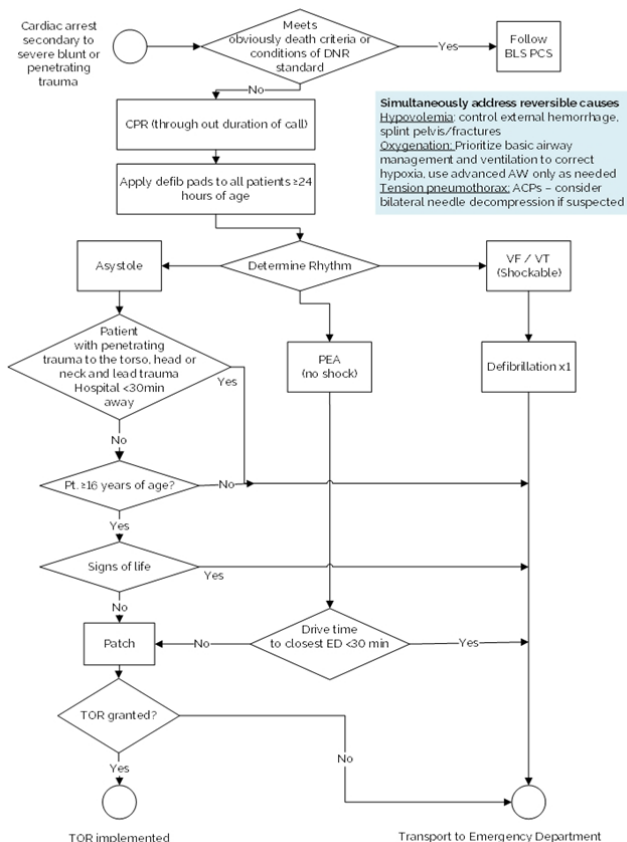 Cardiac arrest
secondary to
severe blunt or
penetrating
trauma
Meets
obviously death criteria or
conditions of DNR
standard
Yes
Follow
BLS PCS
No
CPR (through out duration of call)
Apply defib pads to all patients ≥24
hours of age
Simultaneously address reversible causes
Hypovolemia: control external hemorrhage,
splint pelvis/fractures
Oxygenation: Prioritize basic airway
management and ventilation to correct
hypoxia, use advanced AW only as needed
Tension pneumothorax: ACPs – consider
bilateral needle decompression if suspected
Asystole
Determine Rhythm
VF / VT
(Shockable)
Patient
with penetrating
trauma to the torso, head or
neck and lead trauma
Hospital <30min
away
Yes
PEA
(no shock)
Defibrillation x1
No
Pt. ≥16 years of age?
No
Yes
Signs of life
Yes
No
Patch
No
Drive time
to closest ED <30 min
Yes
TOR granted?
No
Yes
TOR implemented
Transport to Emergency Department